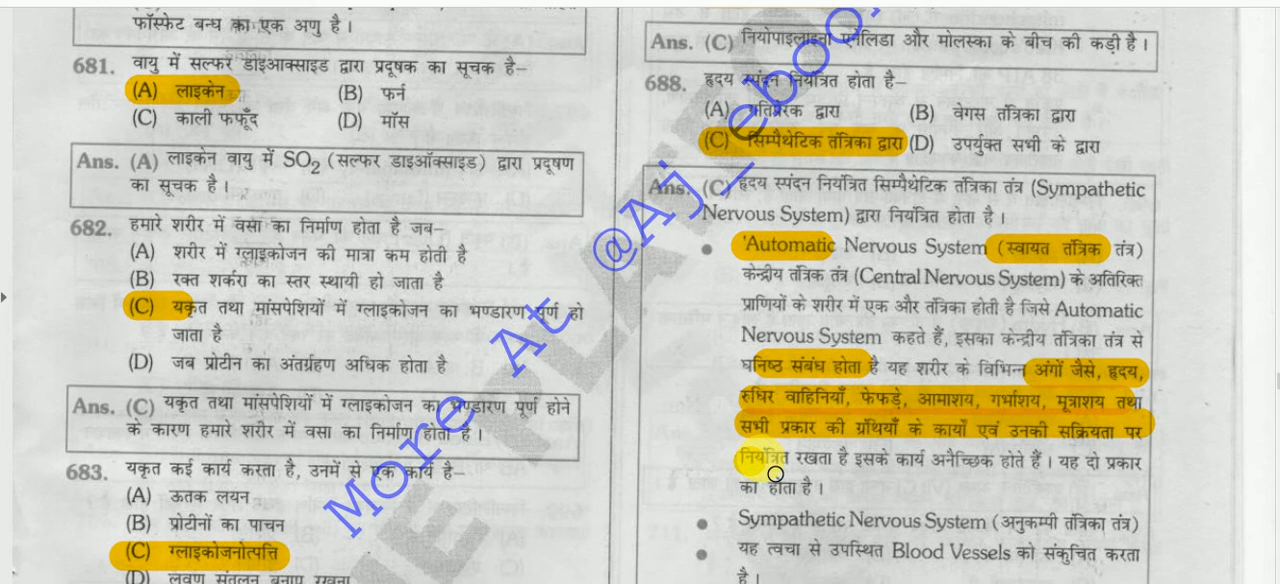 फॉस्फेट बन्ध का एक अणु है।
681. वायु में सल्फर डाइआक्साइड द्वारा प्रदूषक का सूचक है–
(A) लाइकेन (B) फर्न
(C) काली फफूँद (D) मॉस
Ans. (A) लाइकेन वायु में SO₂ (सल्फर डाइऑक्साइड) द्वारा प्रदूषण
का सूचक है।
682. हमारे शरीर में वसा का निर्माण होता है जब–
(A) शरीर में ग्लाइकोजन की मात्रा कम होती है
(B) रक्त शर्करा का स्तर स्थायी हो जाता है
(C) यकृत तथा मांसपेशियों में ग्लाइकोजन का भण्डारण पूर्ण हो
जाता है
(D) जब प्रोटीन का अंतर्ग्रहण अधिक होता है
Ans. (C) यकृत तथा मांसपेशियों में ग्लाइकोजन का भण्डारण पूर्ण होने
के कारण हमारे शरीर में वसा का निर्माण होता है।
683. यकृत कई कार्य करता है, उनमें से एक कार्य है–
(A) ऊतक लयन
(B) प्रोटीनों का पाचन
(C) ग्लाइकोजनोत्पत्ति
(D) लवण संतुलन बनाए रखना
Ans. (C) नियोपाइलाइना एनलिडा और मोलस्का के बीच की कड़ी है।
688. हृदय स्पंदन नियंत्रित होता है–
(A) प्रतिप्रेरक द्वारा (B) वेगस तंत्रिका द्वारा
(C) सिम्पैथेटिक तंत्रिका द्वारा (D) उपर्युक्त सभी के द्वारा
Ans. (C) हृदय स्पंदन नियंत्रित सिम्पैथेटिक तंत्रिका तंत्र (Sympathetic
Nervous System) द्वारा नियंत्रित होता है।
● 'Automatic Nervous System (स्वायत तंत्रिक तंत्र)
केन्द्रीय तंत्रिक तंत्र (Central Nervous System) के अतिरिक्त
प्राणियों के शरीर में एक और तंत्रिका होती है जिसे Automatic
Nervous System कहते हैं, इसका केन्द्रीय तंत्रिका तंत्र से
घनिष्ठ संबंध होता है यह शरीर के विभिन्न अंगों जैसे, हृदय,
रुधिर वाहिनियाँ, फेफड़े, आमाशय, गर्भाशय, मूत्राशय तथा
सभी प्रकार की ग्रंथियाँ के कार्यों एवं उनकी सक्रियता पर
नियंत्रित रखता है इसके कार्य अनैच्छिक होते हैं। यह दो प्रकार
का होता है।
● Sympathetic Nervous System (अनुकम्पी तंत्रिका तंत्र)
● यह त्वचा से उपस्थित Blood Vessels को संकुचित करता
है।
More At @Aj_eboo